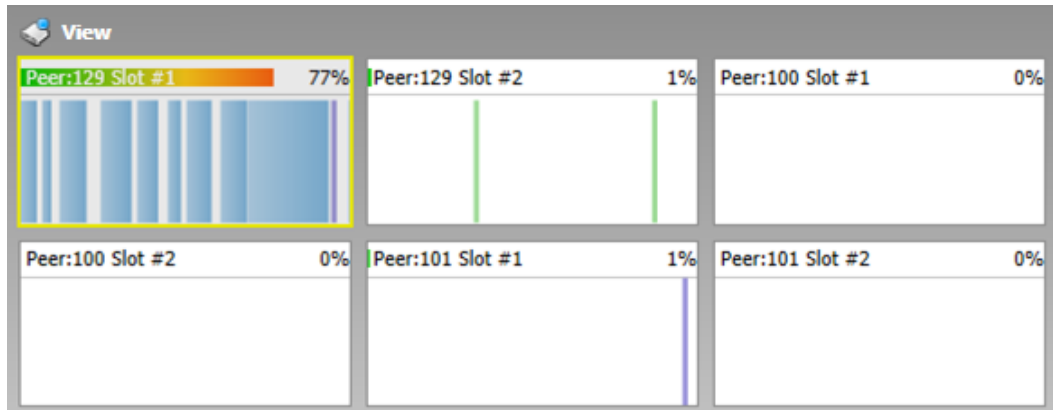 View
Peer:129 Slot #1 77%
Peer:129 Slot #2 1%
Peer:100 Slot #1 0%
Peer:100 Slot #2 0%
Peer:101 Slot #1 1%
Peer:101 Slot #2 0%